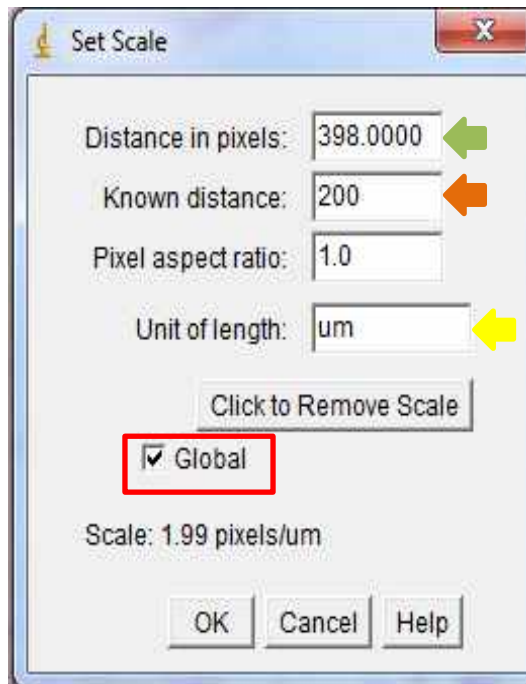 Set Scale
Distance in pixels: 398.0000
Known distance: 200
Pixel aspect ratio: 1.0
Unit of length: um
Click to Remove Scale
Global
Scale: 1.99 pixels/um
OK Cancel Help